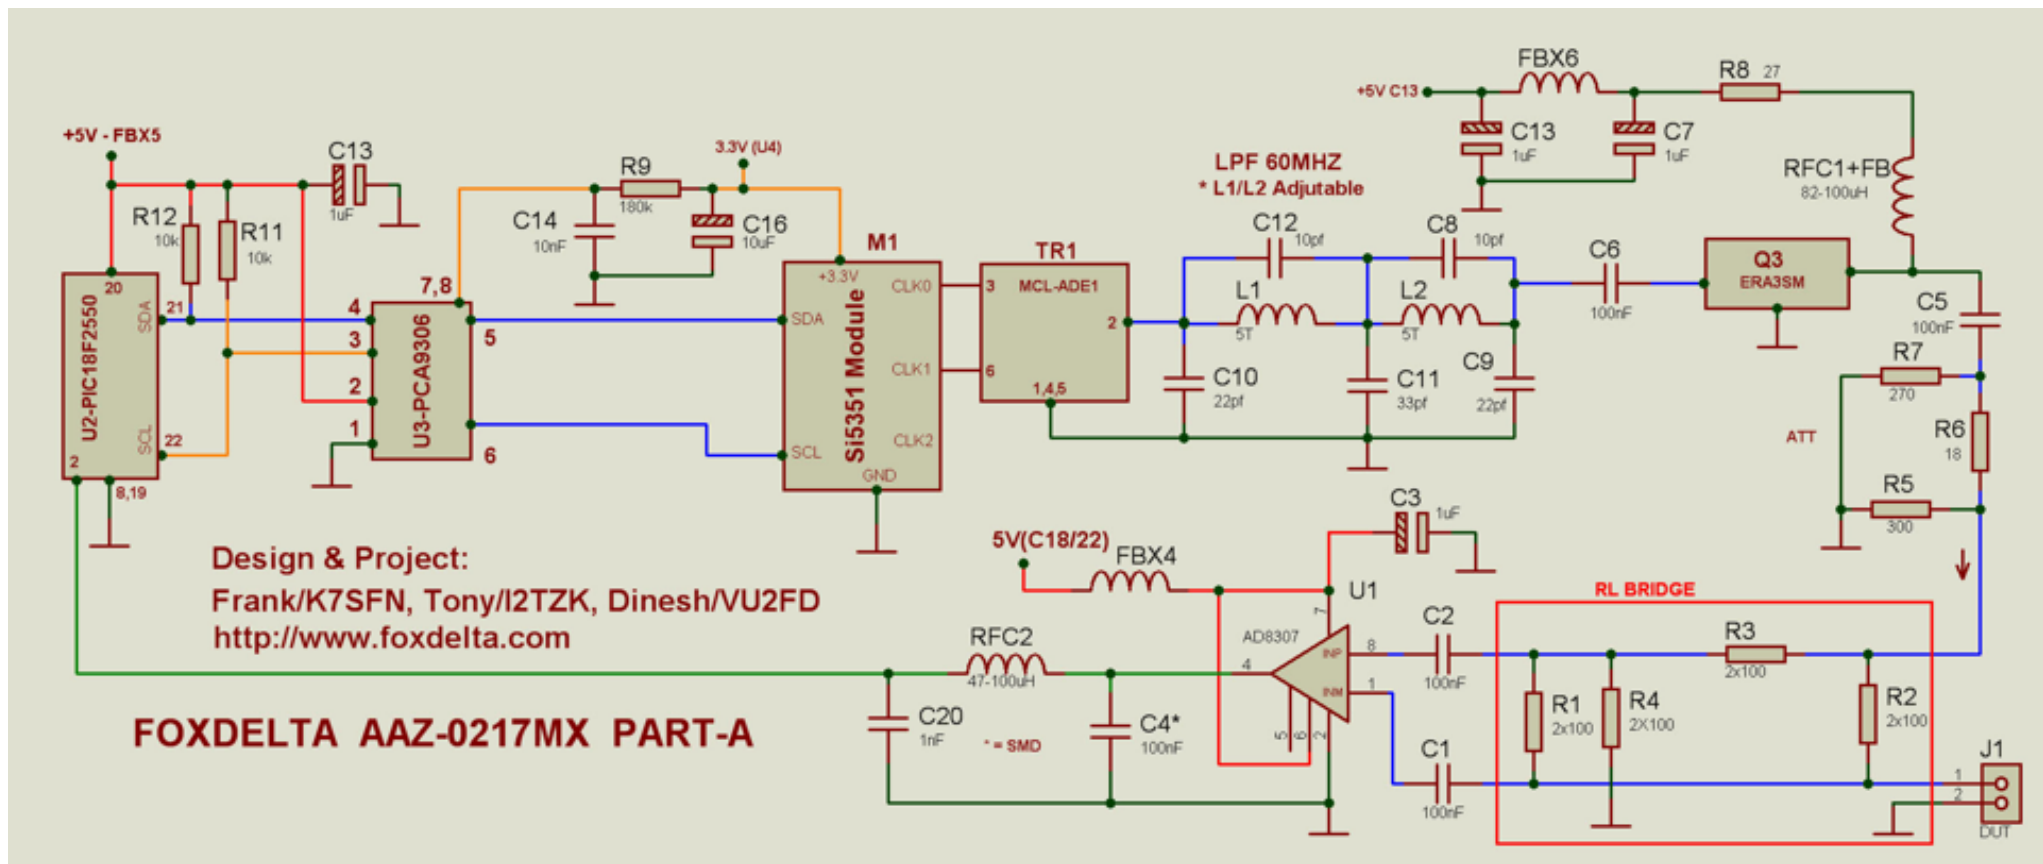 FBX6
R8 27
+5V C13
C13
1uF
C7
1uF
+5V - FBX5
C13
1uF
R9
180k
3.3V (U4)
LPF 60MHZ
* L1/L2 Adjutable
RFC1+FB
82-100uH
R12
10k
R11
10k
C14
10nF
C16
10uF
C12
10pf
C8
10pf
M1
+3.3V
TR1
MCL-ADE1
C6
100nF
Q3
ERA3SM
20
SDA
21
U2-PIC18F2550
SCL
22
2
8,19
7,8
4
3
2
1
U3-PCA9306
5
6
SDA
SCL
Si5351 Module
CLK0
CLK1
CLK2
GND
3
6
2
1,4,5
L1
5T
L2
5T
C10
22pf
C11
33pf
C9
22pf
C5
100nF
R7
270
R6
18
ATT
R5
300
Design & Project:
Frank/K7SFN, Tony/I2TZK, Dinesh/VU2FD
http://www.foxdelta.com
5V(C18/22)
FBX4
C3
1uF
U1
AD8307
7
INP
8
INM
1
4
5
6
2
RFC2
47-100uH
C20
1nF
C4*
100nF
* = SMD
C2
100nF
C1
100nF
RL BRIDGE
R3
2x100
R1
2x100
R4
2X100
R2
2x100
J1
1
2
DUT
FOXDELTA AAZ-0217MX PART-A